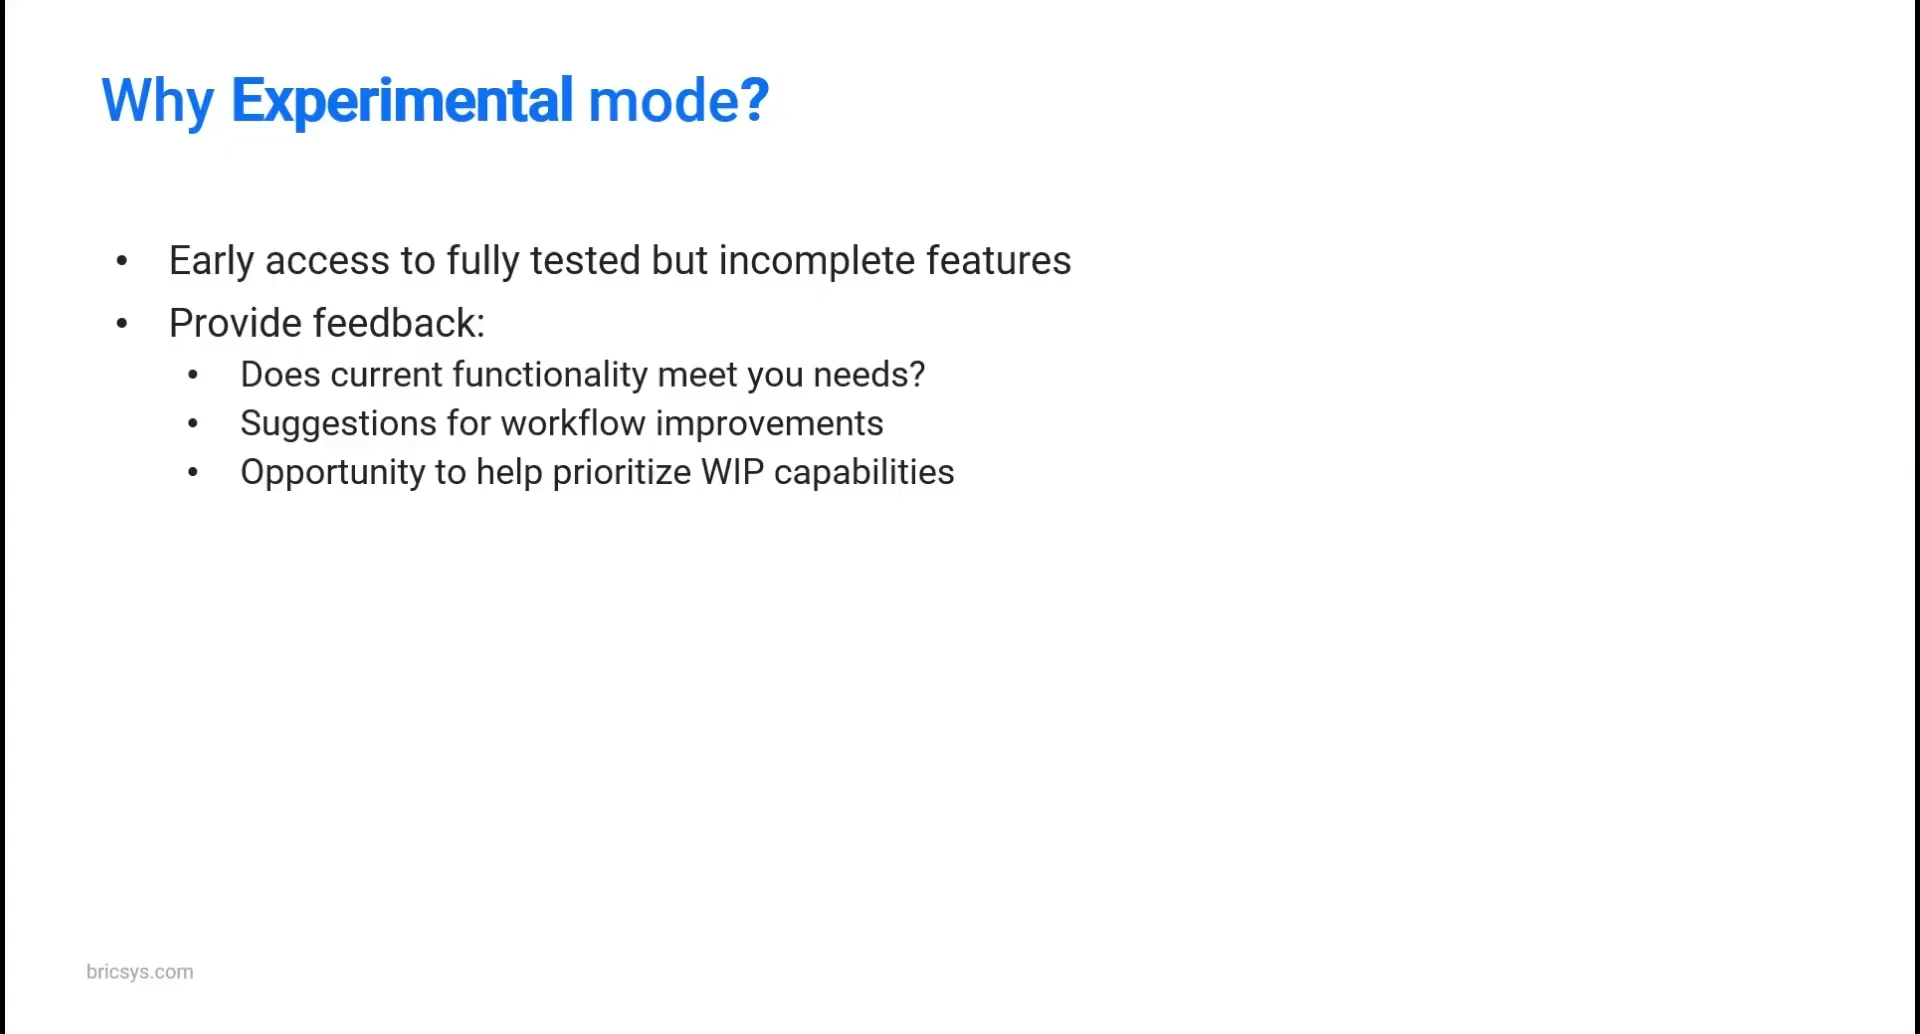 Why Experimental mode?
• Early access to fully tested but incomplete features
• Provide feedback:
• Does current functionality meet you needs?
• Suggestions for workflow improvements
• Opportunity to help prioritize WIP capabilities
bricsys.com